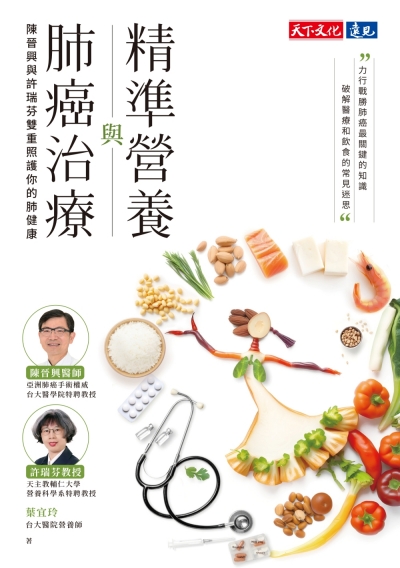 天下文化 遠見
"力行戰勝肺癌最關鍵的知識
破解醫療和飲食的常見迷思"
精準營養
與
肺癌治療
陳晉興與許瑞芬雙重照護你的肺健康
陳晉興醫師
亞洲肺癌手術權威
台大醫學院特聘教授
許瑞芬教授
天主教輔仁大學
營養科學系特聘教授
葉宜玲
台大醫院營養師
著